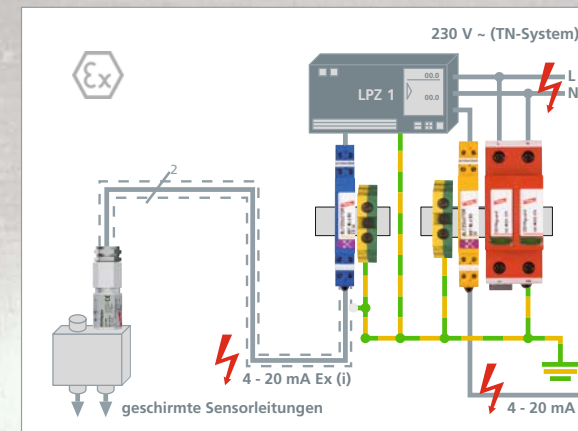 230 V ~ (TN-System)
Ex
L
N
LPZ 1
00.0
00.0
2
4 - 20 mA Ex (i)
geschirmte Sensorleitungen
4 - 20 mA